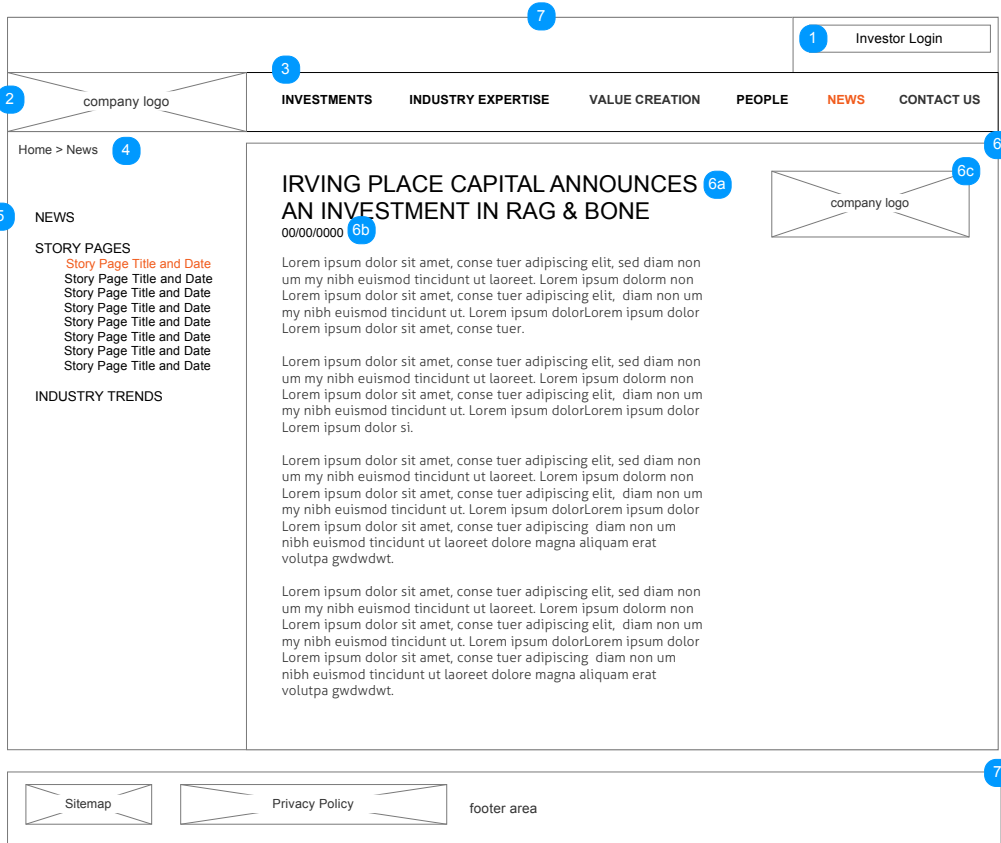 7
1 Investor Login
3
2 company logo
INVESTMENTS INDUSTRY EXPERTISE VALUE CREATION PEOPLE NEWS CONTACT US
Home > News 4
6
5
NEWS
STORY PAGES
Story Page Title and Date
Story Page Title and Date
Story Page Title and Date
Story Page Title and Date
Story Page Title and Date
Story Page Title and Date
Story Page Title and Date
Story Page Title and Date
INDUSTRY TRENDS
IRVING PLACE CAPITAL ANNOUNCES 6a
AN INVESTMENT IN RAG & BONE
00/00/0000 6b
6c
company logo
Lorem ipsum dolor sit amet, conse tuer adipiscing elit, sed diam non
um my nibh euismod tincidunt ut laoreet. Lorem ipsum dolorm non
Lorem ipsum dolor sit amet, conse tuer adipiscing elit, diam non um
my nibh euismod tincidunt ut. Lorem ipsum dolorLorem ipsum dolor
Lorem ipsum dolor sit amet, conse tuer.
Lorem ipsum dolor sit amet, conse tuer adipiscing elit, sed diam non
um my nibh euismod tincidunt ut laoreet. Lorem ipsum dolorm non
Lorem ipsum dolor sit amet, conse tuer adipiscing elit, diam non um
my nibh euismod tincidunt ut. Lorem ipsum dolorLorem ipsum dolor
Lorem ipsum dolor si.
Lorem ipsum dolor sit amet, conse tuer adipiscing elit, sed diam non
um my nibh euismod tincidunt ut laoreet. Lorem ipsum dolorm non
Lorem ipsum dolor sit amet, conse tuer adipiscing elit, diam non um
my nibh euismod tincidunt ut. Lorem ipsum dolorLorem ipsum dolor
Lorem ipsum dolor sit amet, conse tuer adipiscing diam non um
nibh euismod tincidunt ut laoreet dolore magna aliquam erat
volutpa gwdwdwt.
Lorem ipsum dolor sit amet, conse tuer adipiscing elit, sed diam non
um my nibh euismod tincidunt ut laoreet. Lorem ipsum dolorm non
Lorem ipsum dolor sit amet, conse tuer adipiscing elit, diam non um
my nibh euismod tincidunt ut. Lorem ipsum dolorLorem ipsum dolor
Lorem ipsum dolor sit amet, conse tuer adipiscing diam non um
nibh euismod tincidunt ut laoreet dolore magna aliquam erat
volutpa gwdwdwt.
7
Sitemap Privacy Policy footer area